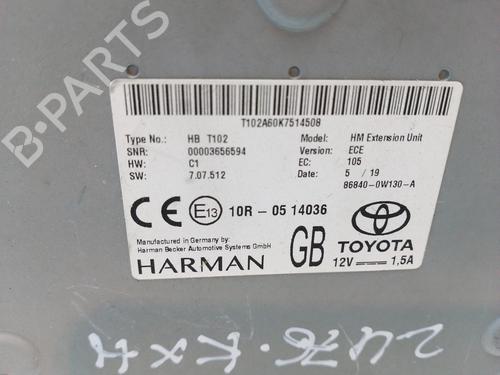 B-PARTS
T102A60K7514508
Type No.: HB T102 Model: HM Extension Unit
SNR: 00003656594 Version: ECE
HW: C1 EC: 105
SW: 7.07.512 Date: 5 / 19
86840-0W130-A
CE E13 10R - 05 14036
Manufactured in Germany by:
Harman Becker Automotive Systems GmbH
HARMAN GB TOYOTA
12V 1,5A
2476.FXH